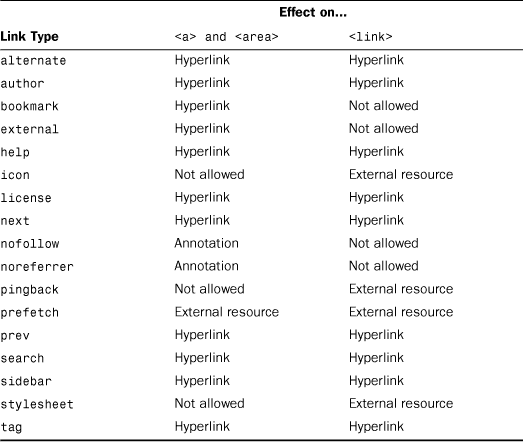 Effect on...
Link Type <a> and <area> <link>
alternate Hyperlink Hyperlink
author Hyperlink Hyperlink
bookmark Hyperlink Not allowed
external Hyperlink Not allowed
help Hyperlink Hyperlink
icon Not allowed External resource
license Hyperlink Hyperlink
next Hyperlink Hyperlink
nofollow Annotation Not allowed
noreferrer Annotation Not allowed
pingback Not allowed External resource
prefetch External resource External resource
prev Hyperlink Hyperlink
search Hyperlink Hyperlink
sidebar Hyperlink Hyperlink
stylesheet Not allowed External resource
tag Hyperlink Hyperlink